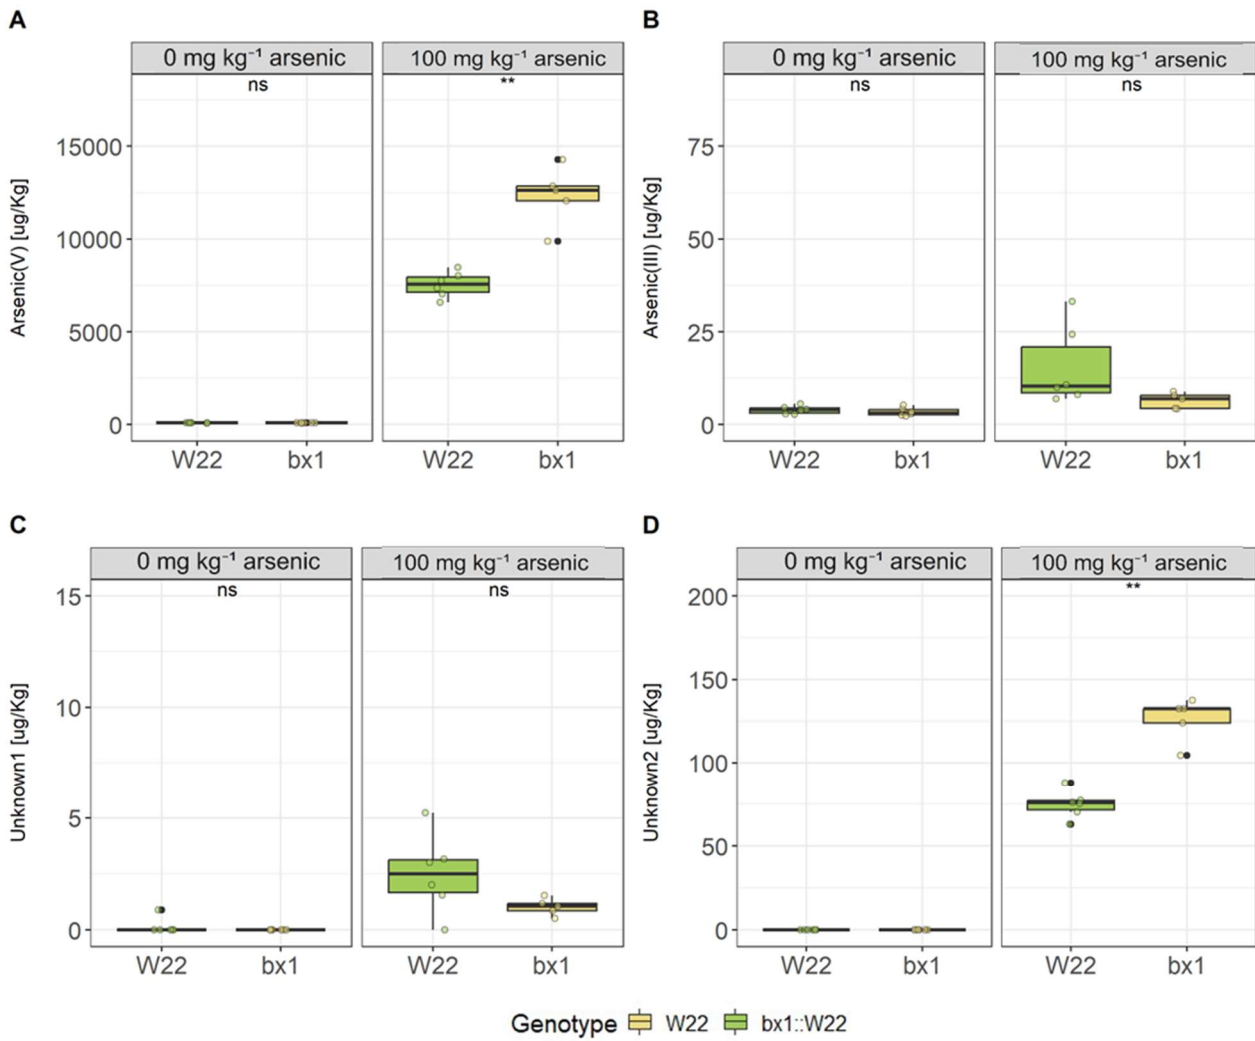 A
0 mg kg⁻¹ arsenic
100 mg kg⁻¹ arsenic
ns
**
Arsenic(V) [ug/Kg]
15000
10000
5000
0
W22
bx1
W22
bx1
B
0 mg kg⁻¹ arsenic
100 mg kg⁻¹ arsenic
ns
ns
Arsenic(III) [ug/Kg]
75
50
25
0
W22
bx1
W22
bx1
C
0 mg kg⁻¹ arsenic
100 mg kg⁻¹ arsenic
ns
ns
Unknown1 [ug/Kg]
15
10
5
0
W22
bx1
W22
bx1
D
0 mg kg⁻¹ arsenic
100 mg kg⁻¹ arsenic
**
Unknown2 [ug/Kg]
200
150
100
50
0
W22
bx1
W22
bx1
Genotype W22 bx1::W22